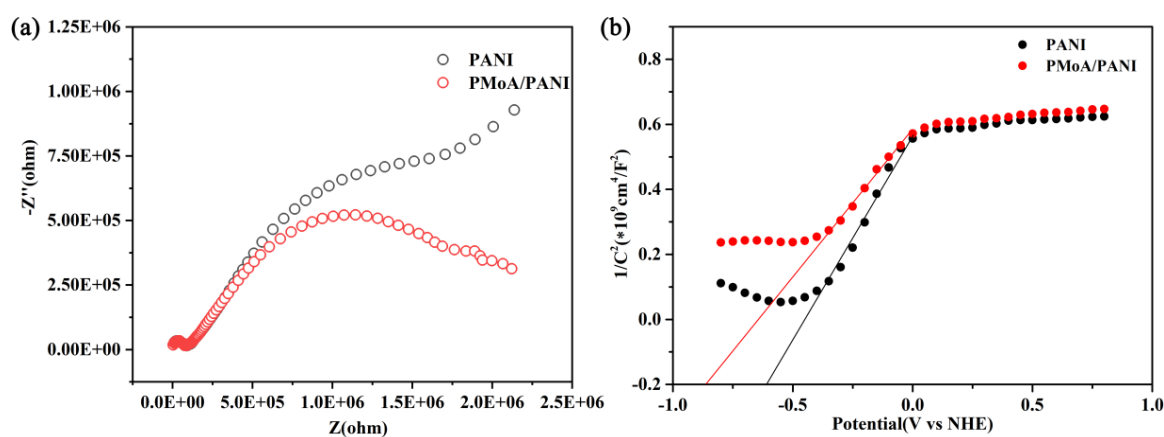 (a)
1.25E+06
1.00E+06
7.50E+05
5.00E+05
2.50E+05
0.00E+00
-Z''(ohm)
PANI
PMoA/PANI
0.0E+00 5.0E+05 1.0E+06 1.5E+06 2.0E+06 2.5E+06
Z(ohm)
(b)
0.8
0.6
0.4
0.2
0.0
-0.2
1/C²(*10⁹cm⁴/F²)
PANI
PMoA/PANI
-1.0 -0.5 0.0 0.5 1.0
Potential(V vs NHE)